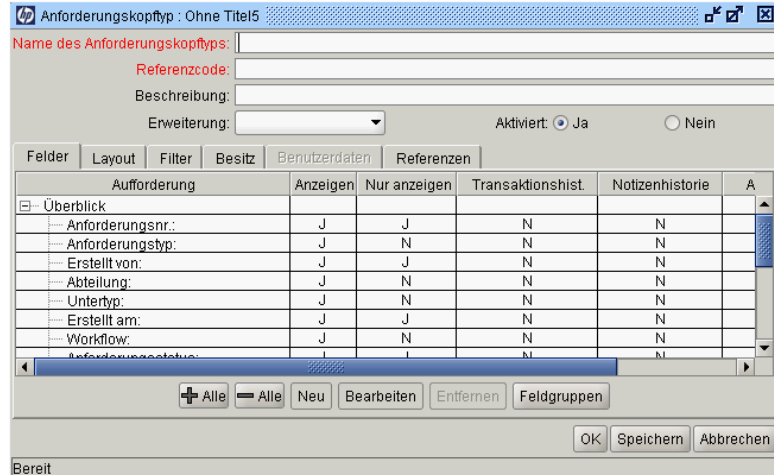 hp Anforderungskopftyp : Ohne Titel5
Name des Anforderungskopftyps:
Referenzcode:
Beschreibung:
Erweiterung: Aktiviert: Ja Nein
Felder Layout Filter Besitz Benutzerdaten Referenzen
Aufforderung Anzeigen Nur anzeigen Transaktionshist. Notizenhistorie A
Überblick
Anforderungsnr.: J J N N
Anforderungstyp: J N N N
Erstellt von: J J N N
Abteilung: J N N N
Untertyp: J N N N
Erstellt am: J J N N
Workflow: J N N N
Anforderungsstatus: J J N N
Alle Alle Neu Bearbeiten Entfernen Feldgruppen
OK Speichern Abbrechen
Bereit